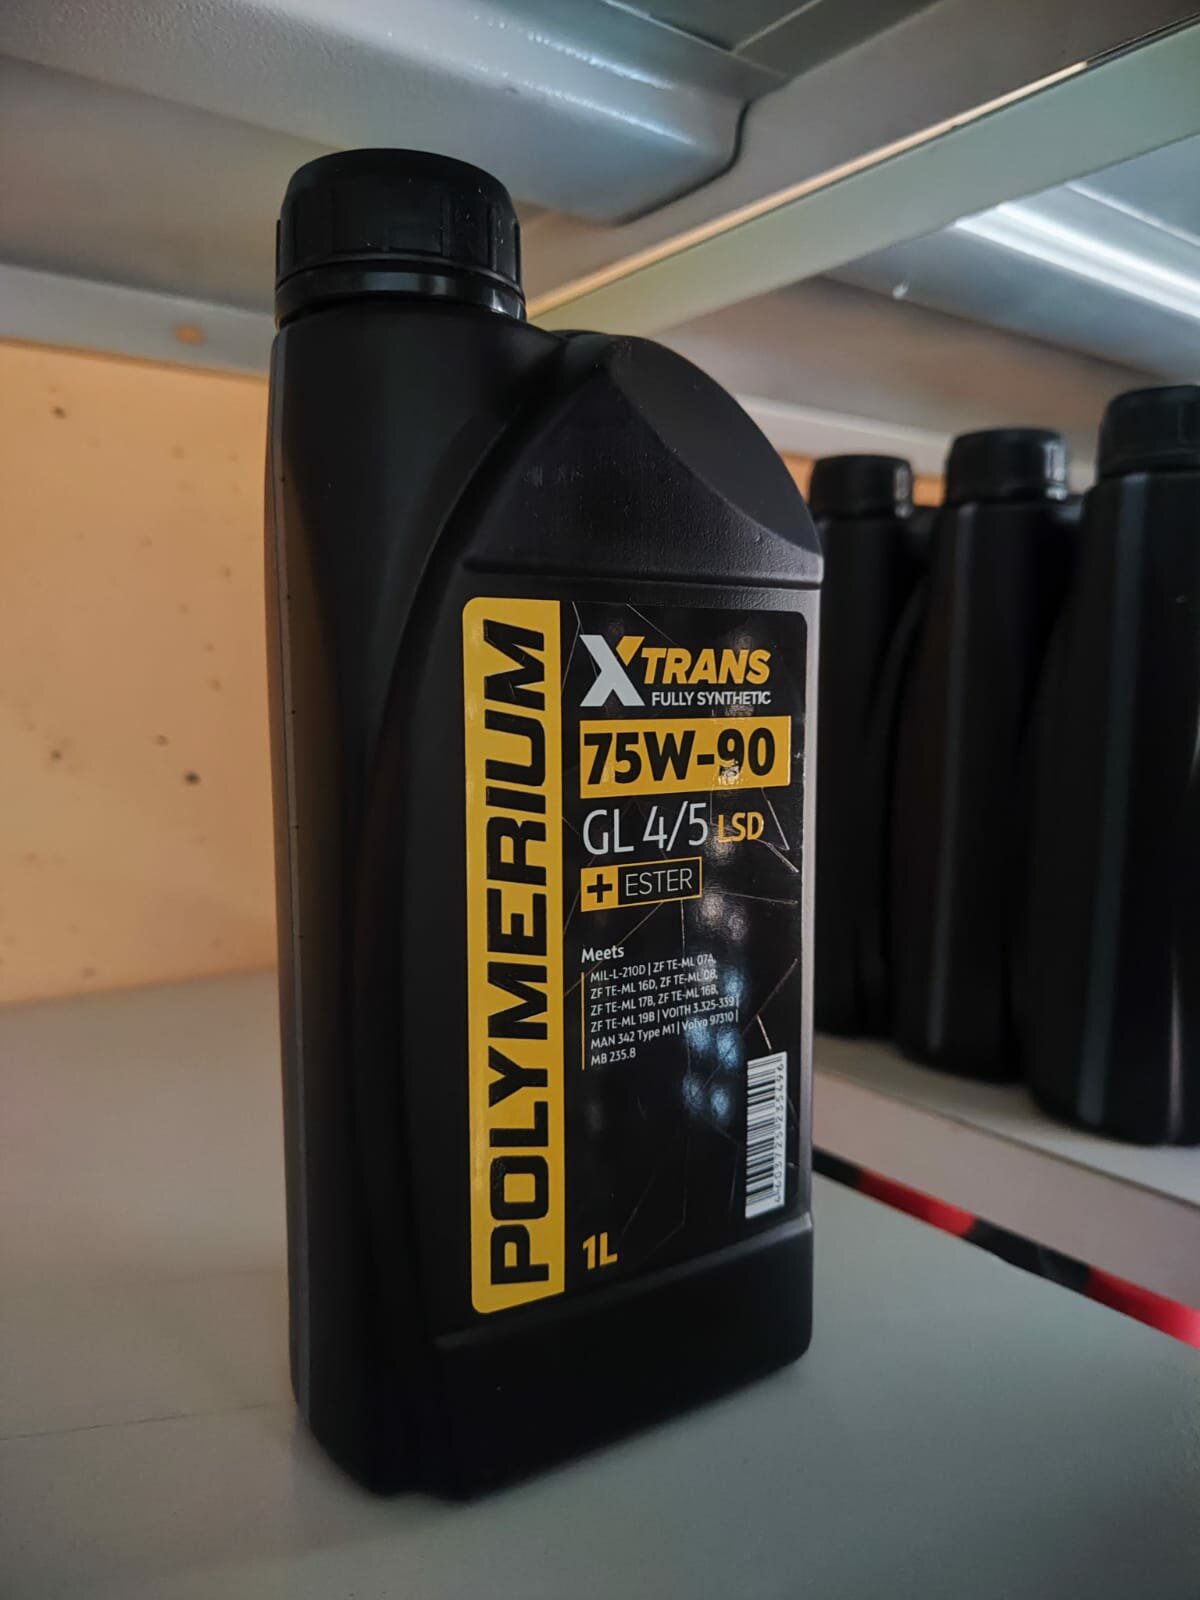 POLYMERIUM
XTRANS
FULLY SYNTHETIC
75W-90
GL 4/5 LSD
+ ESTER
Meets
MIL-L-210D | ZF TE-ML 07A,
ZF TE-ML 16D, ZF TE-ML 08,
ZF TE-ML 17B, ZF TE-ML 16B,
ZF TE-ML 19B | VOITH 3.325-339 |
MAN 342 Type M1 | Volvo 97310 |
MB 235.8
4603725235496
1L